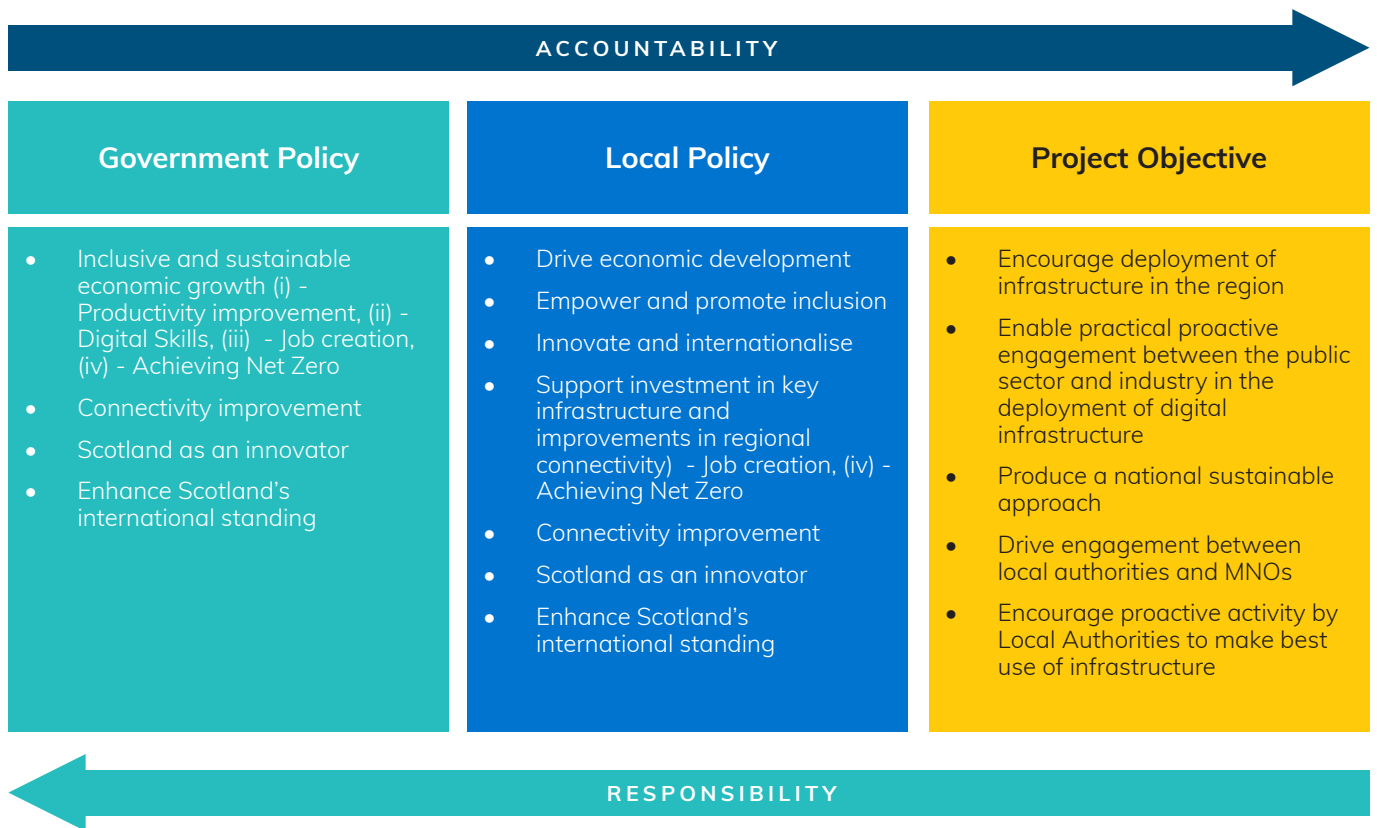 ACCOUNTABILITY
Government Policy
• Inclusive and sustainable
economic growth (i) -
Productivity improvement, (ii) -
Digital Skills, (iii)  - Job creation,
(iv) - Achieving Net Zero
• Connectivity improvement
• Scotland as an innovator
• Enhance Scotland’s
international standing
Local Policy
• Drive economic development
• Empower and promote inclusion
• Innovate and internationalise
• Support investment in key
infrastructure and
improvements in regional
connectivity)  - Job creation, (iv) -
Achieving Net Zero
• Connectivity improvement
• Scotland as an innovator
• Enhance Scotland’s
international standing
Project Objective
• Encourage deployment of
infrastructure in the region
• Enable practical proactive
engagement between the public
sector and industry in the
deployment of digital
infrastructure
• Produce a national sustainable
approach
• Drive engagement between
local authorities and MNOs
• Encourage proactive activity by
Local Authorities to make best
use of infrastructure
RESPONSIBILITY